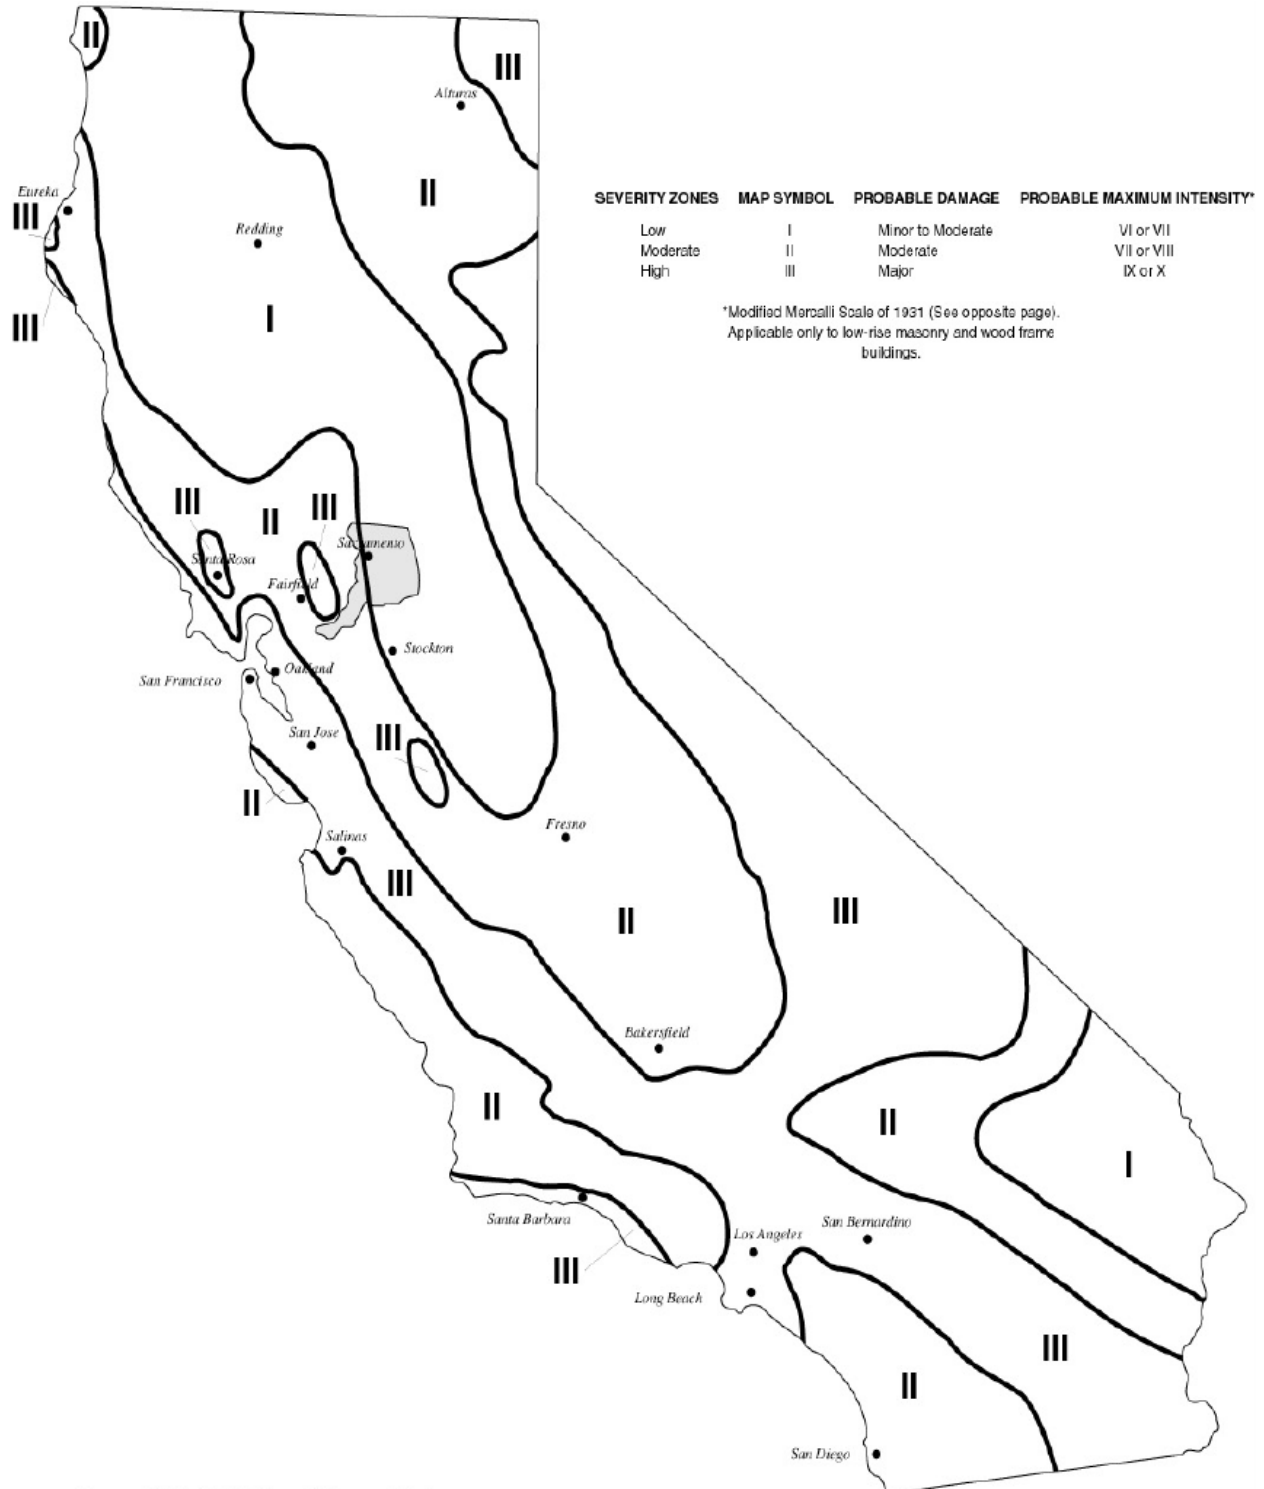 II
III
Alturas
Eureka
III
II
Redding
I
III
SEVERITY ZONES MAP SYMBOL PROBABLE DAMAGE PROBABLE MAXIMUM INTENSITY*
Low I Minor to Moderate VI or VII
Moderate II Moderate VII or VIII
High III Major IX or X
*Modified Mercalli Scale of 1931 (See opposite page).
Applicable only to low-rise masonry and wood frame
buildings.
III
II
III
Sacramento
Santa Rosa
Fairfield
Stockton
Oakland
San Francisco
San Jose
III
II
Salinas
Fresno
III
II
III
Bakersfield
II
II
I
Santa Barbara
Los Angeles
San Bernardino
III
Long Beach
III
II
San Diego